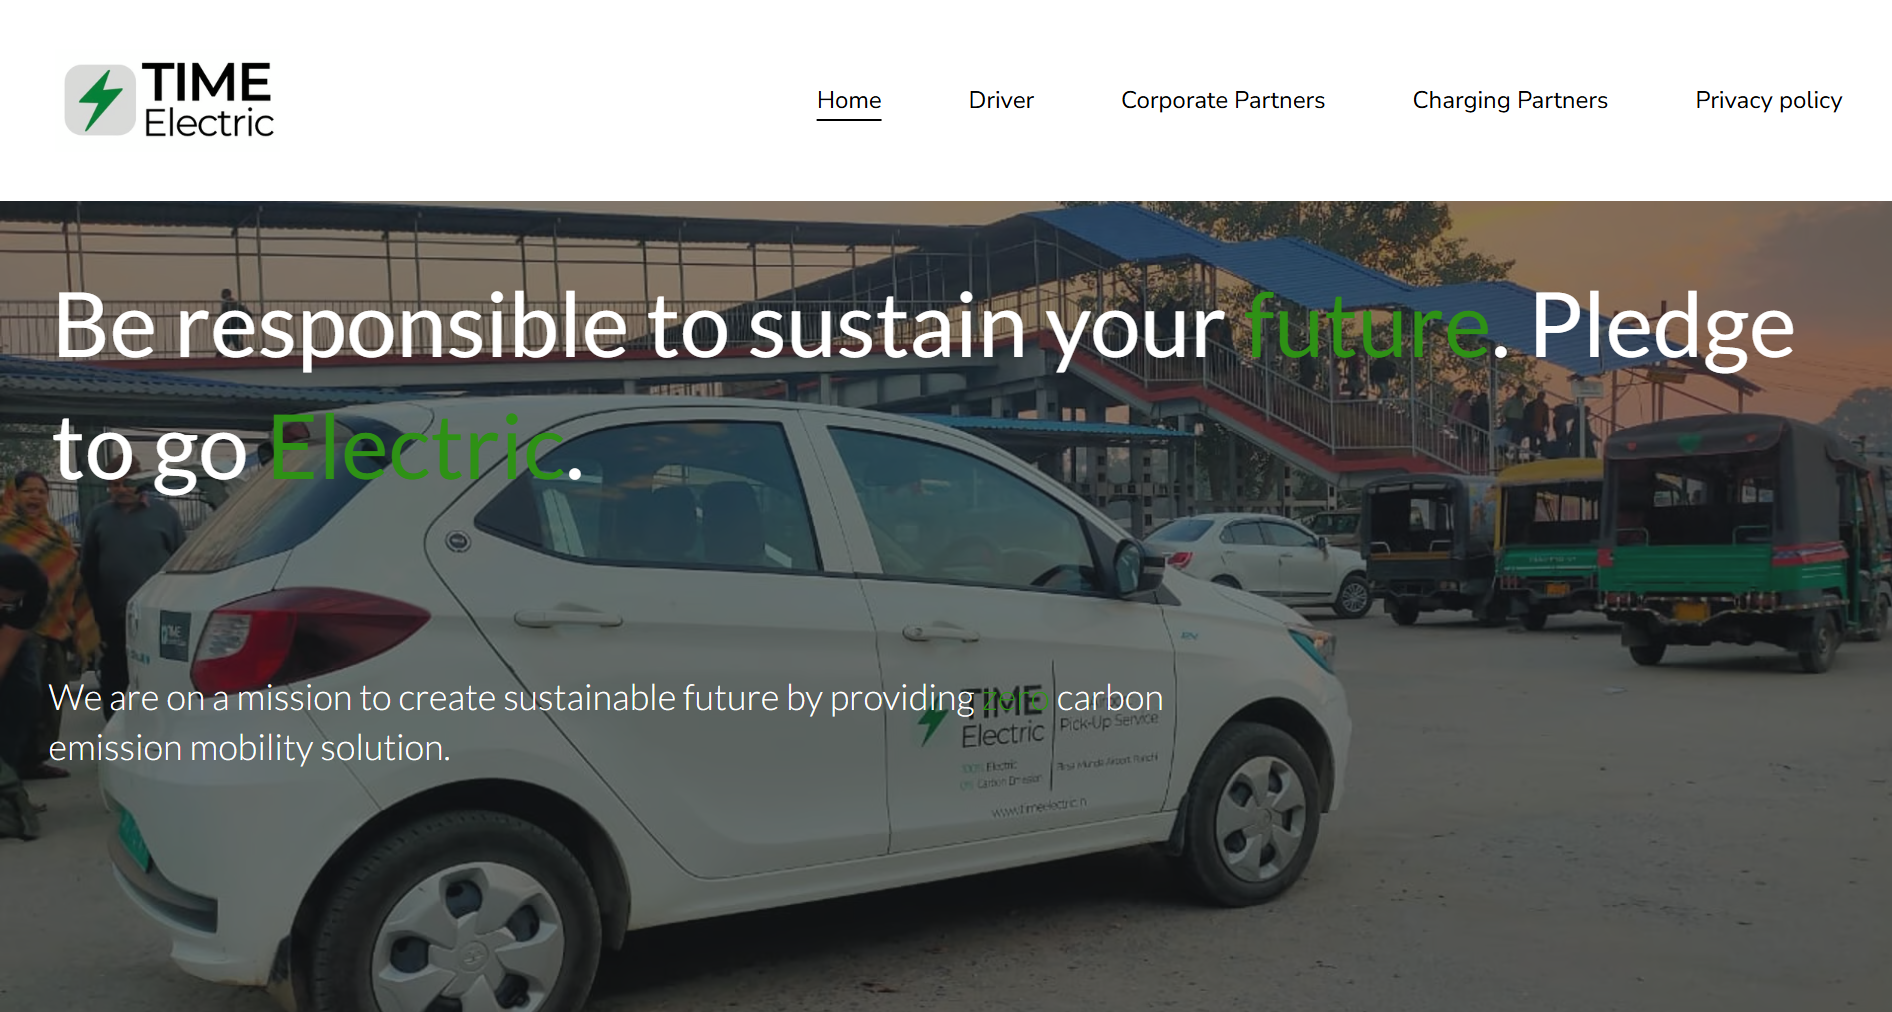 TIME
Electric
Home
Driver
Corporate Partners
Charging Partners
Privacy policy
Be responsible to sustain your future. Pledge
to go Electric.
We are on a mission to create sustainable future by providing zero carbon
emission mobility solution.
TIME
TIME
Electric
Pick-Up Service
100% Electric
0% Carbon Emission
Birsa Munda Airport, Ranchi
www.timeelectric.in